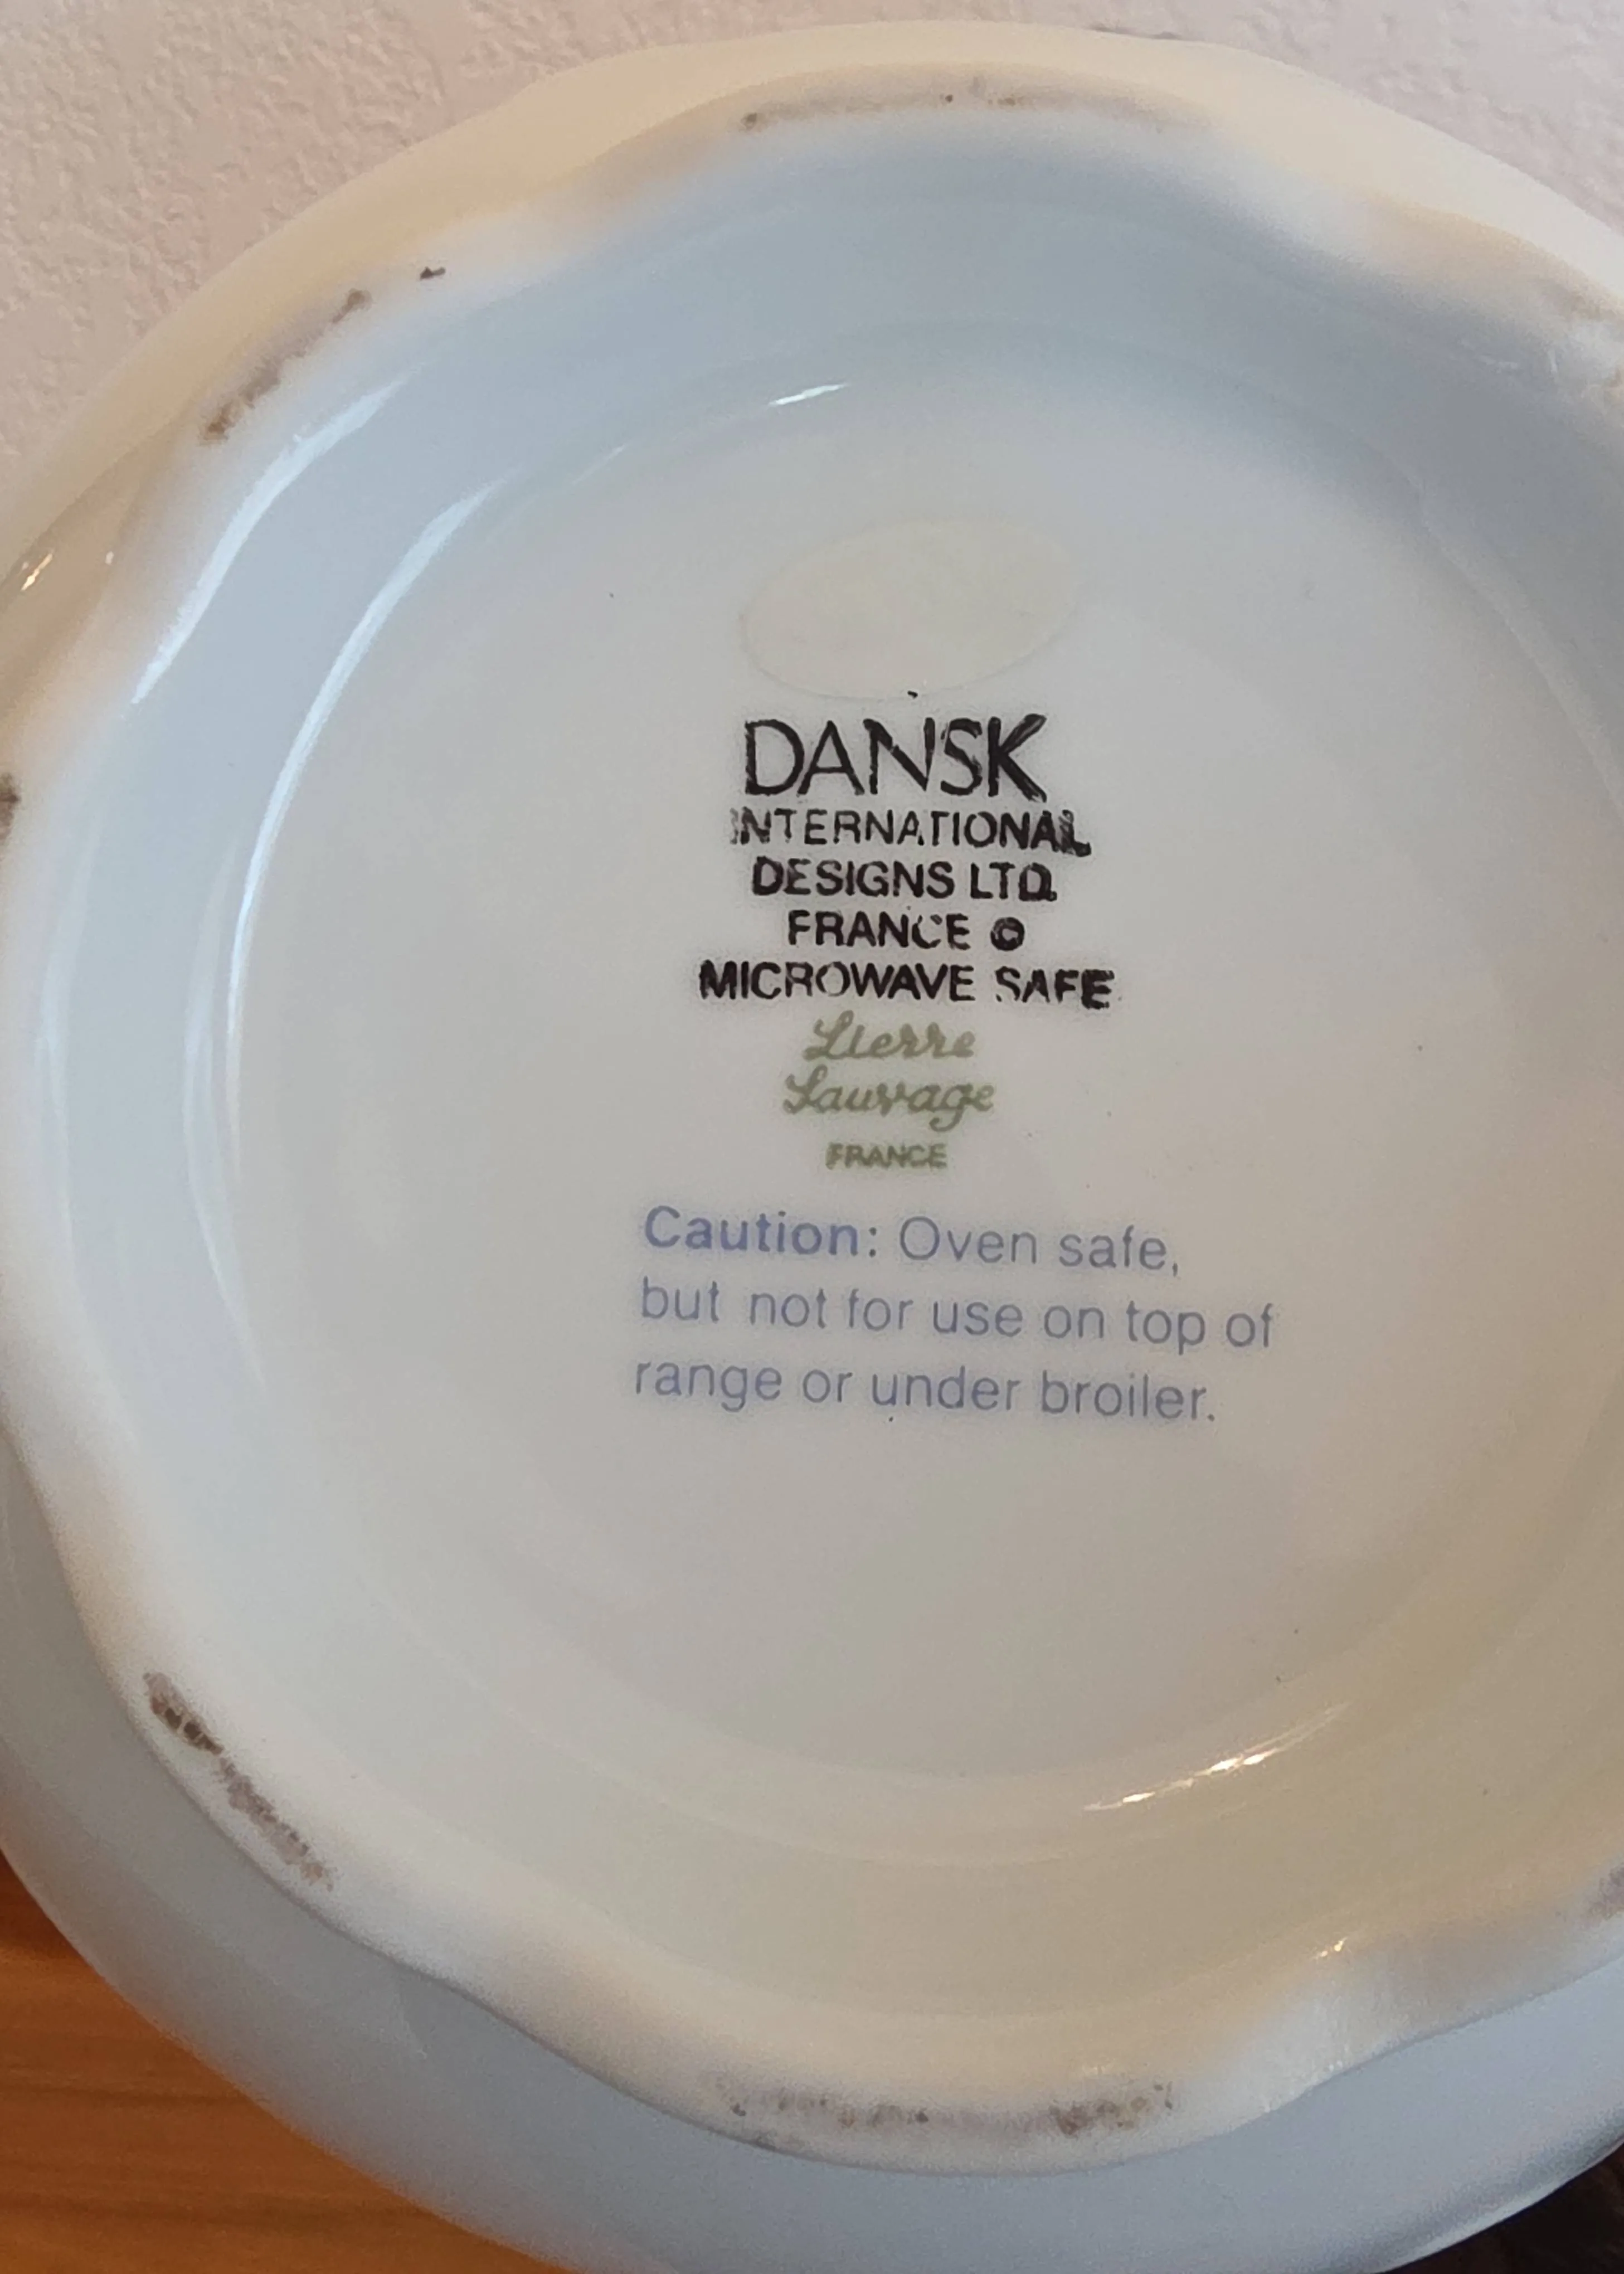 DANSK
INTERNATIONAL
DESIGNS LTD.
FRANCE ©
MICROWAVE SAFE
Lierre
Sauvage
FRANCE
Caution: Oven safe,
but not for use on top of
range or under broiler.